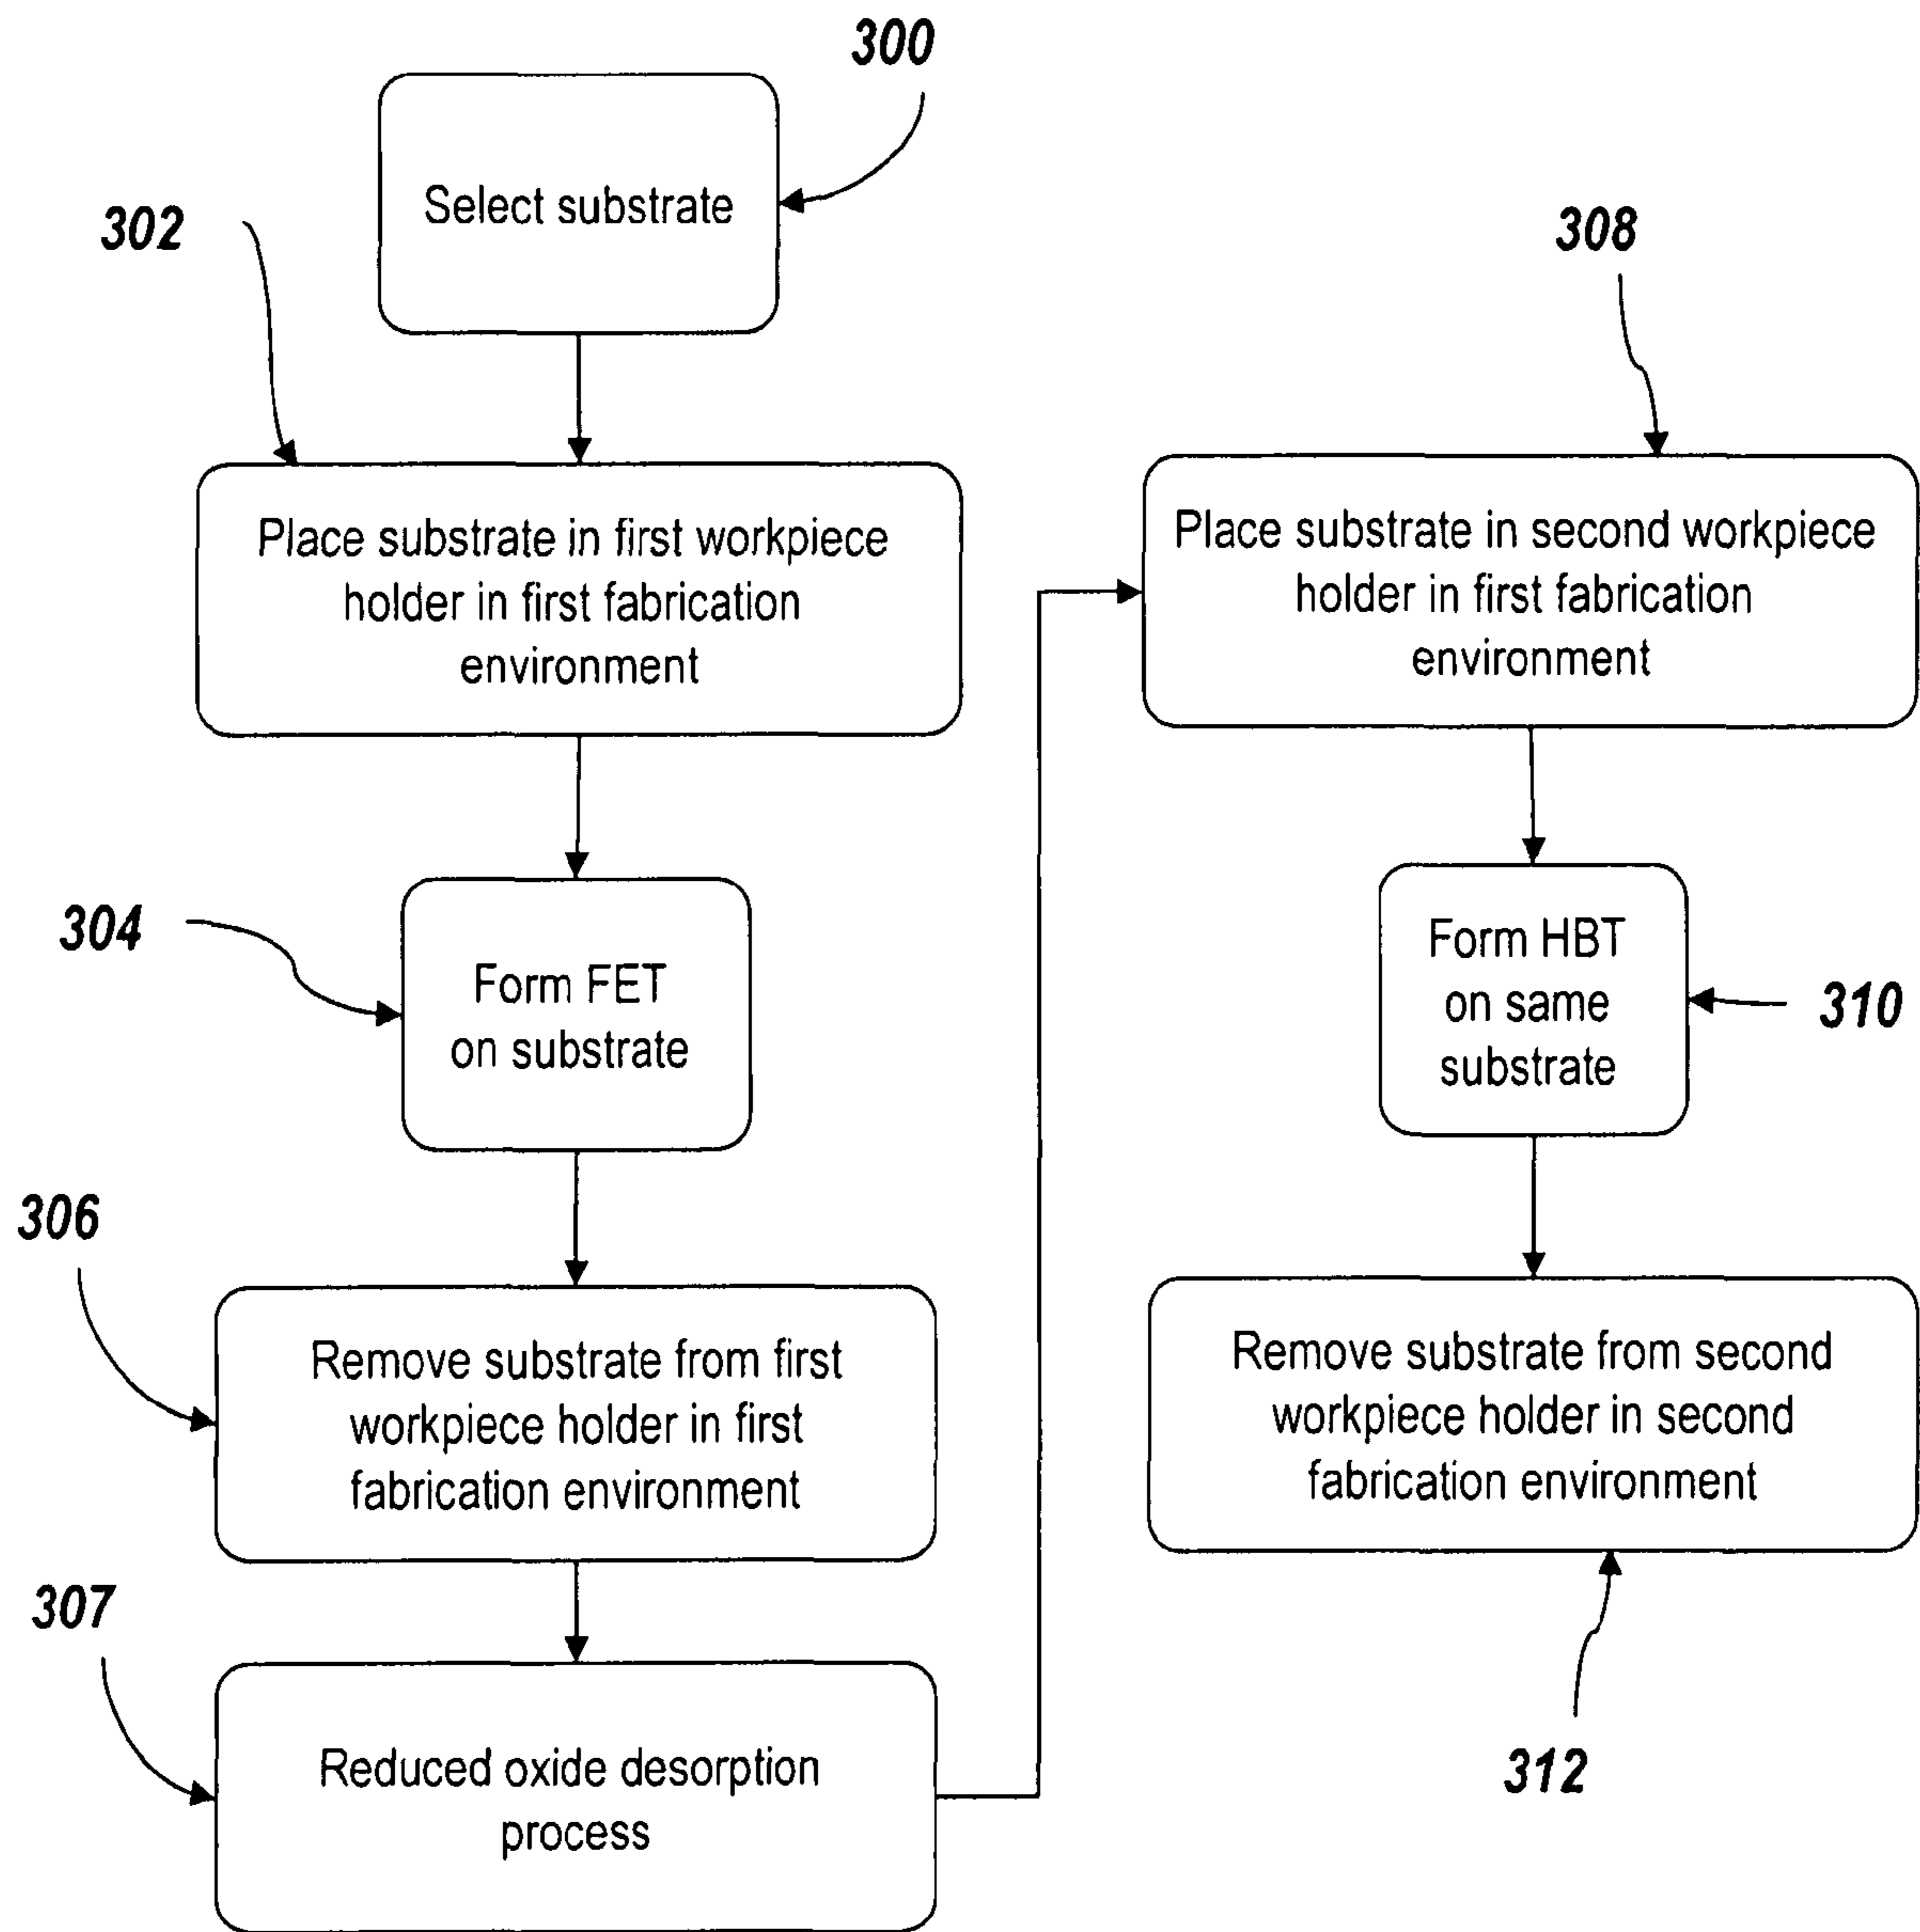 300
Select substrate
302
Place substrate in first workpiece
holder in first fabrication
environment
304
Form FET
on substrate
306
Remove substrate from first
workpiece holder in first
fabrication environment
307
Reduced oxide desorption
process
308
Place substrate in second workpiece
holder in first fabrication
environment
Form HBT
on same
substrate
310
Remove substrate from second
workpiece holder in second
fabrication environment
312